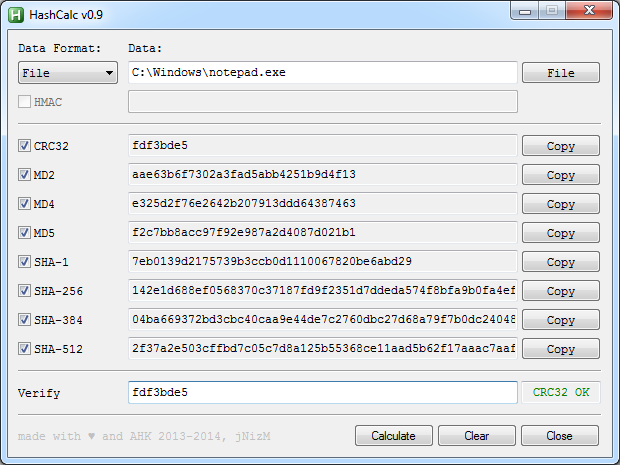 HashCalc v0.9
Data Format: Data:
File C:\Windows\notepad.exe File
HMAC
CRC32 fdf3bde5 Copy
MD2 aae63b6f7302a3fad5abb4251b9d4f13 Copy
MD4 e325d2f76e2642b207913ddd64387463 Copy
MD5 f2c7bb8acc97f92e987a2d4087d021b1 Copy
SHA-1 7eb0139d2175739b3ccb0d1110067820be6abd29 Copy
SHA-256 142e1d688ef0568370c37187fd9f2351d7ddeda574f8bfa9b0fa4ef Copy
SHA-384 04ba669372bd3cbc40caa9e44de7c2760dbc27d68a79f7b0dc24048 Copy
SHA-512 2f37a2e503cffbd7c05c7d8a125b55368ce11aad5b62f17aaac7aaf Copy
Verify fdf3bde5 CRC32 OK
made with ♥ and AHK 2013-2014, jNizM Calculate Clear Close